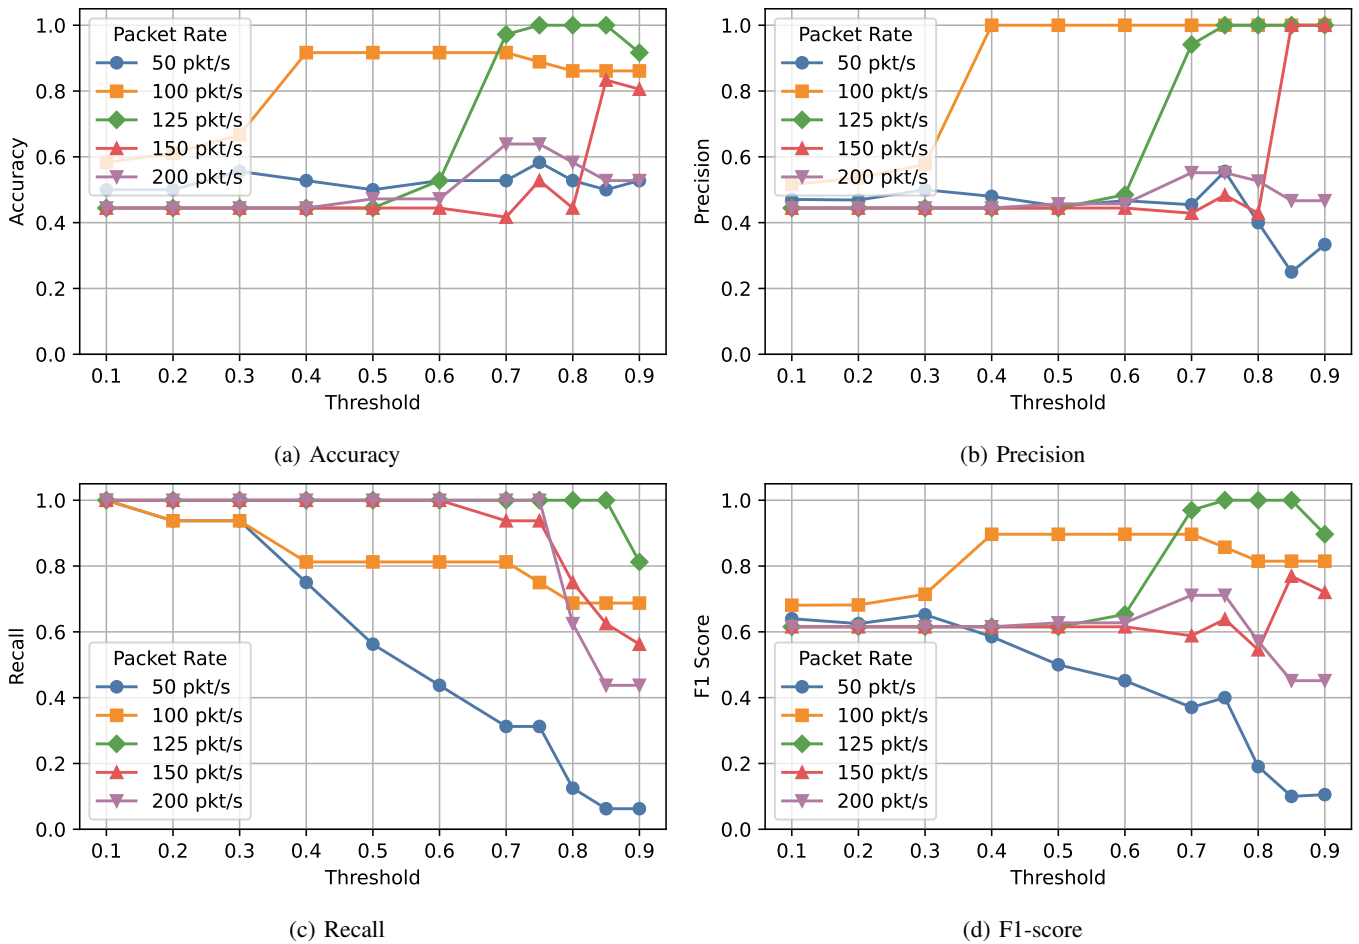 1.0
0.8
0.6
0.4
0.2
0.0
Accuracy
Packet Rate
50 pkt/s
100 pkt/s
125 pkt/s
150 pkt/s
200 pkt/s
0.1 0.2 0.3 0.4 0.5 0.6 0.7 0.8 0.9
Threshold
(a) Accuracy
1.0
0.8
0.6
0.4
0.2
0.0
Precision
Packet Rate
50 pkt/s
100 pkt/s
125 pkt/s
150 pkt/s
200 pkt/s
0.1 0.2 0.3 0.4 0.5 0.6 0.7 0.8 0.9
Threshold
(b) Precision
1.0
0.8
0.6
0.4
0.2
0.0
Recall
Packet Rate
50 pkt/s
100 pkt/s
125 pkt/s
150 pkt/s
200 pkt/s
0.1 0.2 0.3 0.4 0.5 0.6 0.7 0.8 0.9
Threshold
(c) Recall
1.0
0.8
0.6
0.4
0.2
0.0
F1 Score
Packet Rate
50 pkt/s
100 pkt/s
125 pkt/s
150 pkt/s
200 pkt/s
0.1 0.2 0.3 0.4 0.5 0.6 0.7 0.8 0.9
Threshold
(d) F1-score